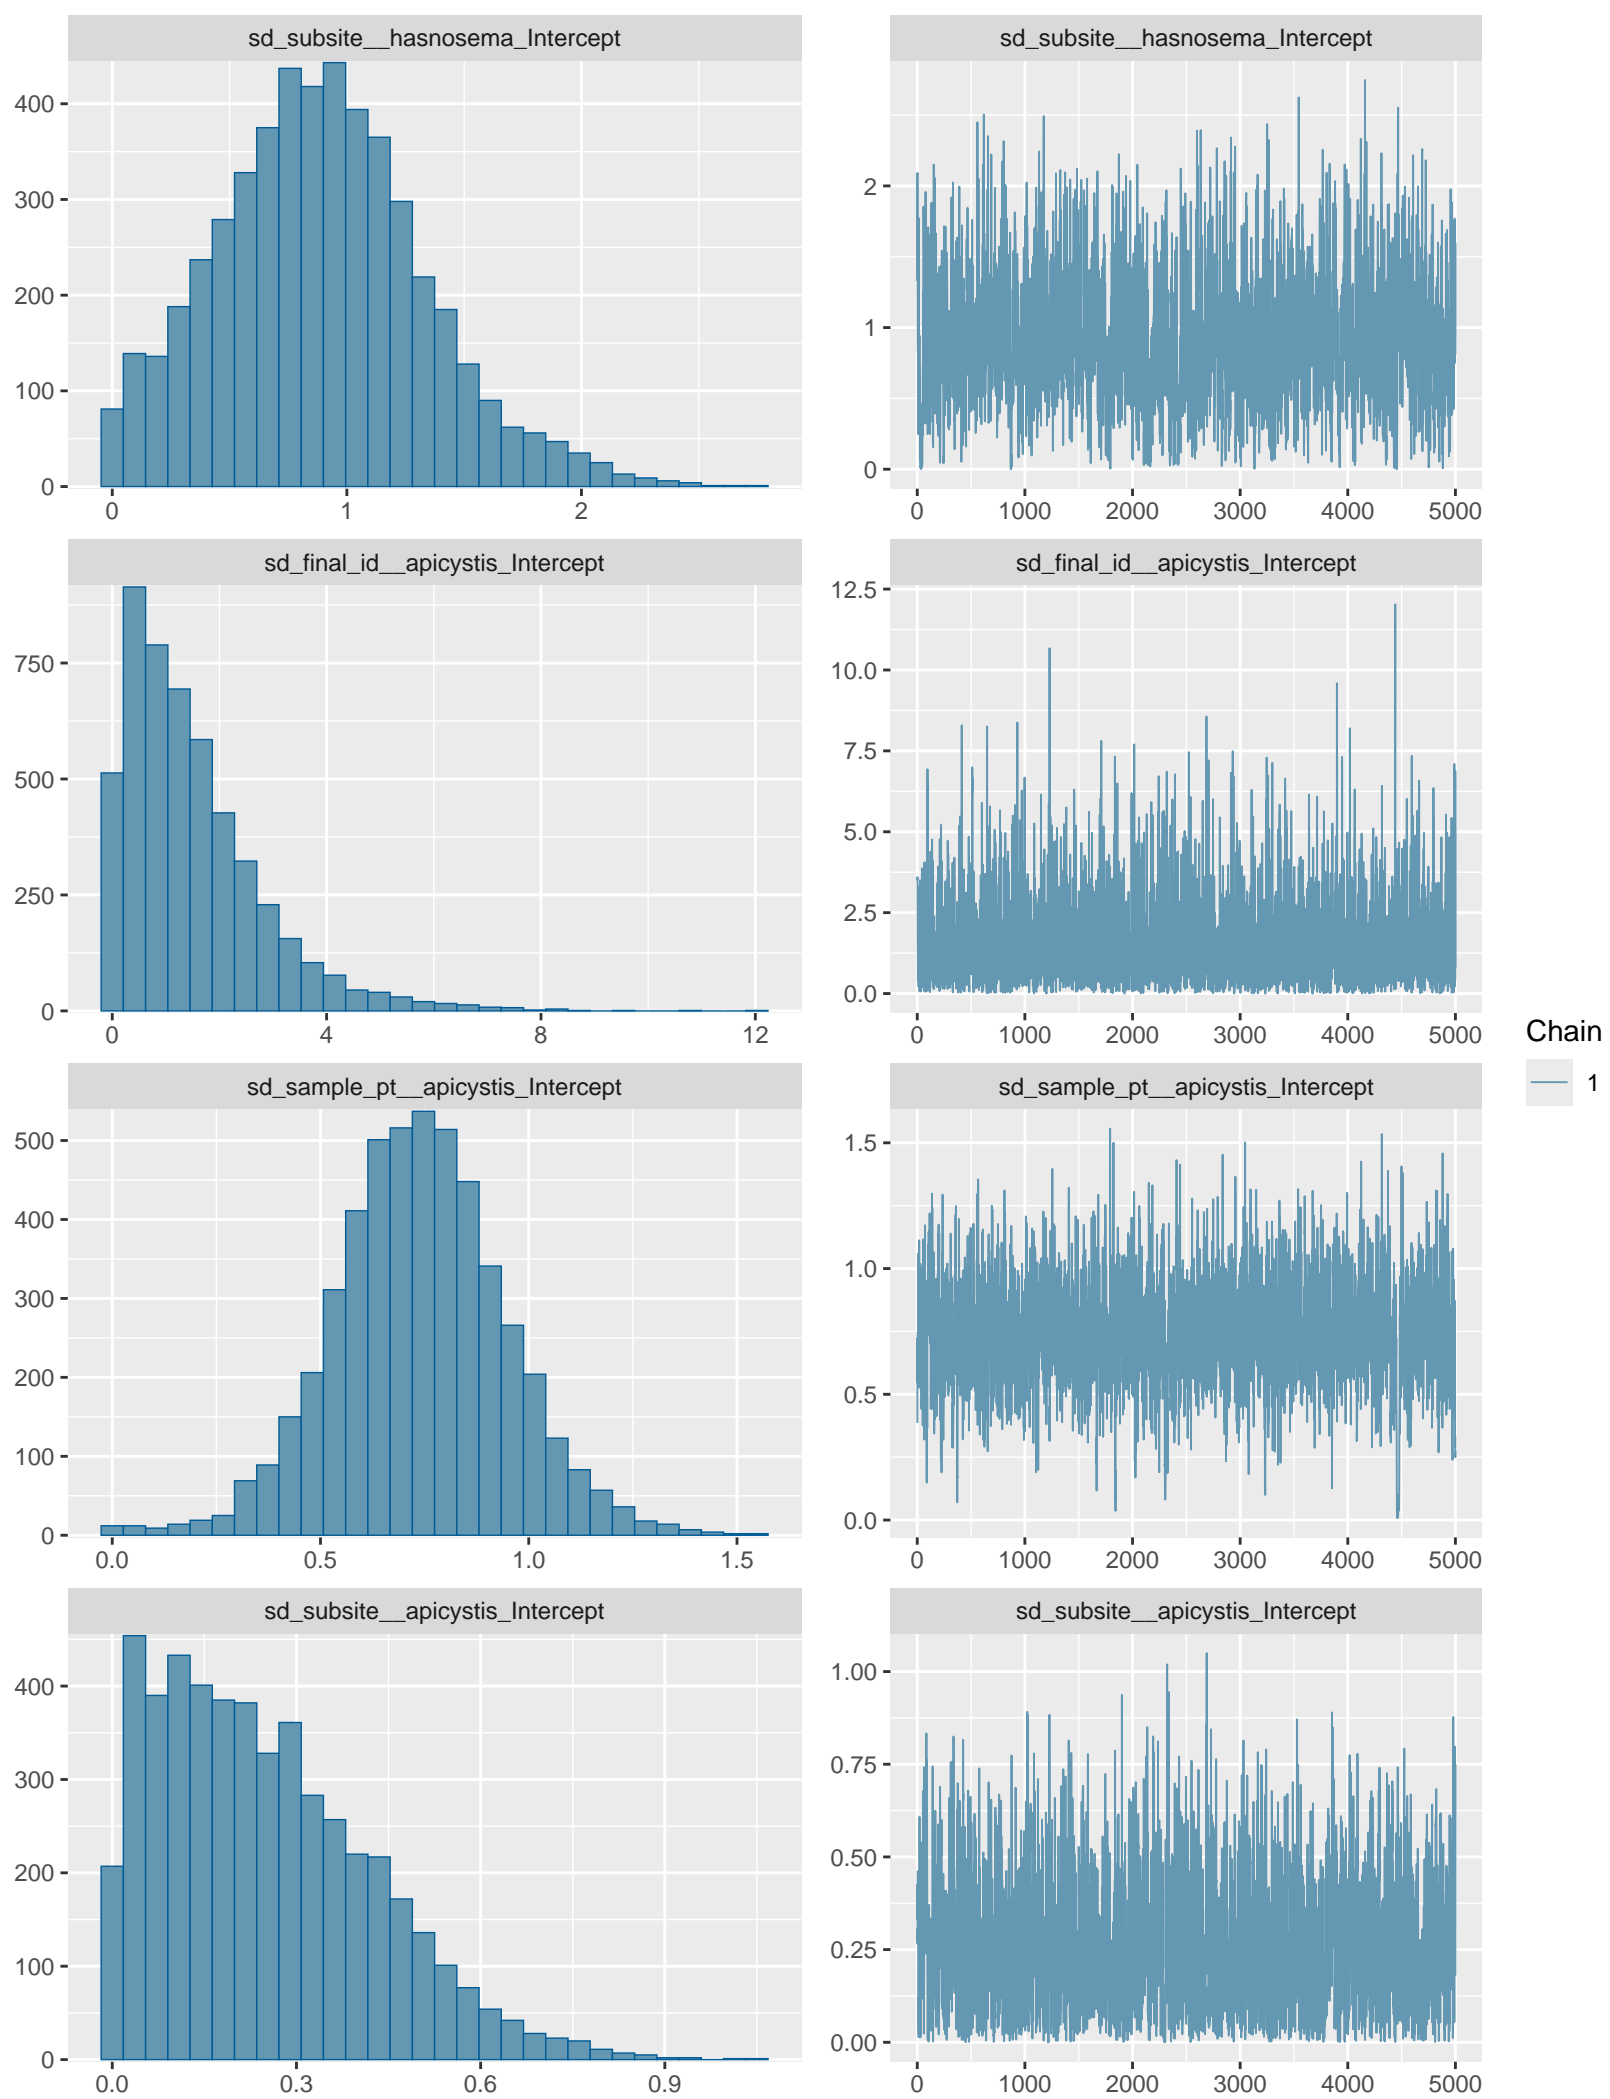 sd_subsite__hasnosema_Intercept
sd_subsite__hasnosema_Intercept
400
300
200
100
0
0 1 2
2
1
0
0 1000 2000 3000 4000 5000
sd_final_id__apicystis_Intercept
sd_final_id__apicystis_Intercept
750
500
250
0
0 4 8 12
12.5
10.0
7.5
5.0
2.5
0.0
0 1000 2000 3000 4000 5000
Chain
1
sd_sample_pt__apicystis_Intercept
sd_sample_pt__apicystis_Intercept
500
400
300
200
100
0
0.0 0.5 1.0 1.5
1.5
1.0
0.5
0.0
0 1000 2000 3000 4000 5000
sd_subsite__apicystis_Intercept
sd_subsite__apicystis_Intercept
400
300
200
100
0
0.0 0.3 0.6 0.9
1.00
0.75
0.50
0.25
0.00
0 1000 2000 3000 4000 5000